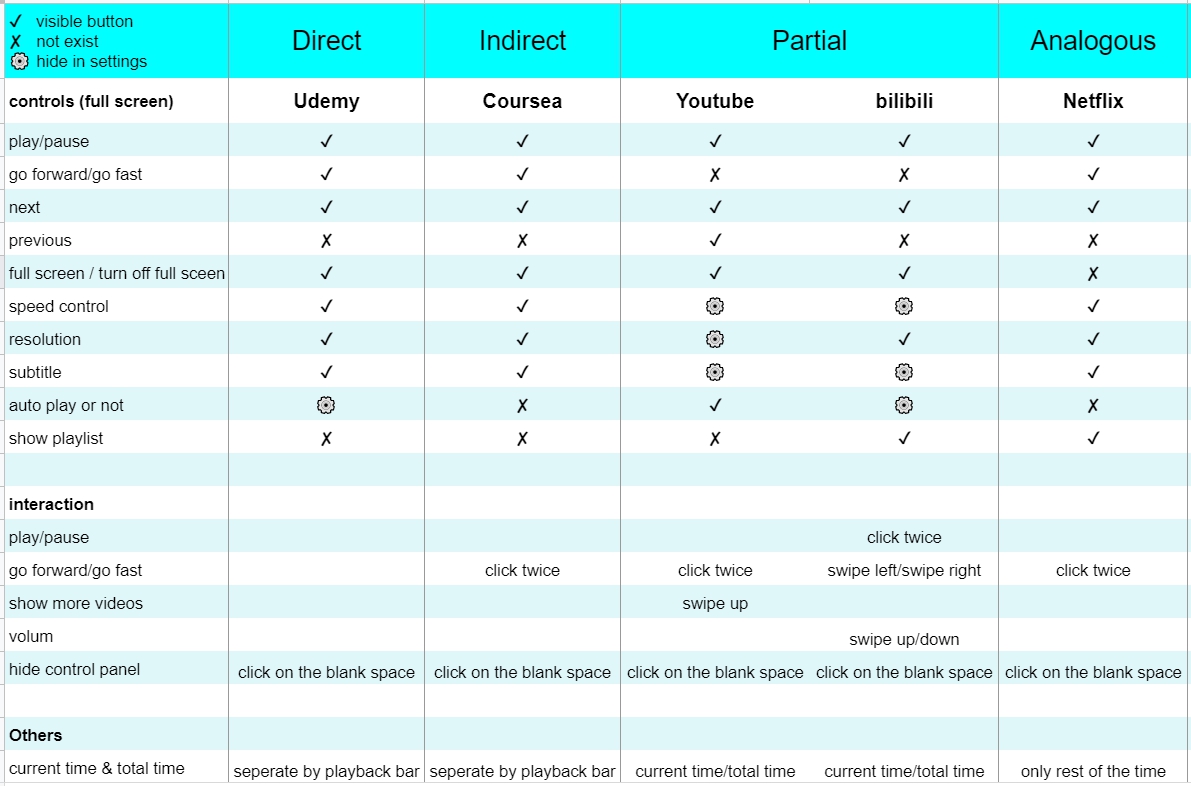 ✓ visible button
✗ not exist
hide in settings
Direct Indirect Partial Analogous
controls (full screen) Udemy Coursea Youtube bilibili Netflix
play/pause ✓ ✓ ✓ ✓ ✓
go forward/go fast ✓ ✓ ✗ ✗ ✓
next ✓ ✓ ✓ ✓ ✓
previous ✗ ✗ ✓ ✗ ✗
full screen / turn off full sceen ✓ ✓ ✓ ✓ ✗
speed control ✓ ✓ ⚙ ⚙ ✓
resolution ✓ ✓ ⚙ ✓ ✓
subtitle ✓ ✓ ⚙ ⚙ ✓
auto play or not ⚙ ✗ ✓ ⚙ ✗
show playlist ✗ ✗ ✗ ✓ ✓
interaction
play/pause click twice
go forward/go fast click twice click twice swipe left/swipe right click twice
show more videos swipe up
volum swipe up/down
hide control panel click on the blank space click on the blank space click on the blank space click on the blank space click on the blank space
Others
current time & total time seperate by playback bar seperate by playback bar current time/total time current time/total time only rest of the time